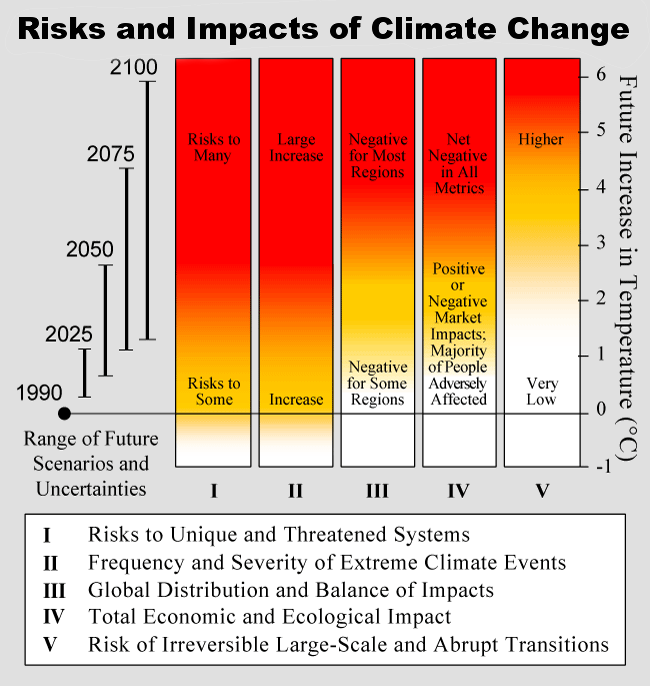 Risks and Impacts of Climate Change
2100
2075
2050
2025
1990
Range of Future
Scenarios and
Uncertainties
Risks to
Many
Risks to
Some
I
Large
Increase
Increase
II
Negative
for Most
Regions
Negative
for Some
Regions
III
Net
Negative
in All
Metrics
Positive
or
Negative
Market
Impacts;
Majority
of People
Adversely
Affected
IV
Higher
Very
Low
V
6
5
4
3
2
1
0
-1
Future Increase in Temperature (°C)
I Risks to Unique and Threatened Systems
II Frequency and Severity of Extreme Climate Events
III Global Distribution and Balance of Impacts
IV Total Economic and Ecological Impact
V Risk of Irreversible Large-Scale and Abrupt Transitions